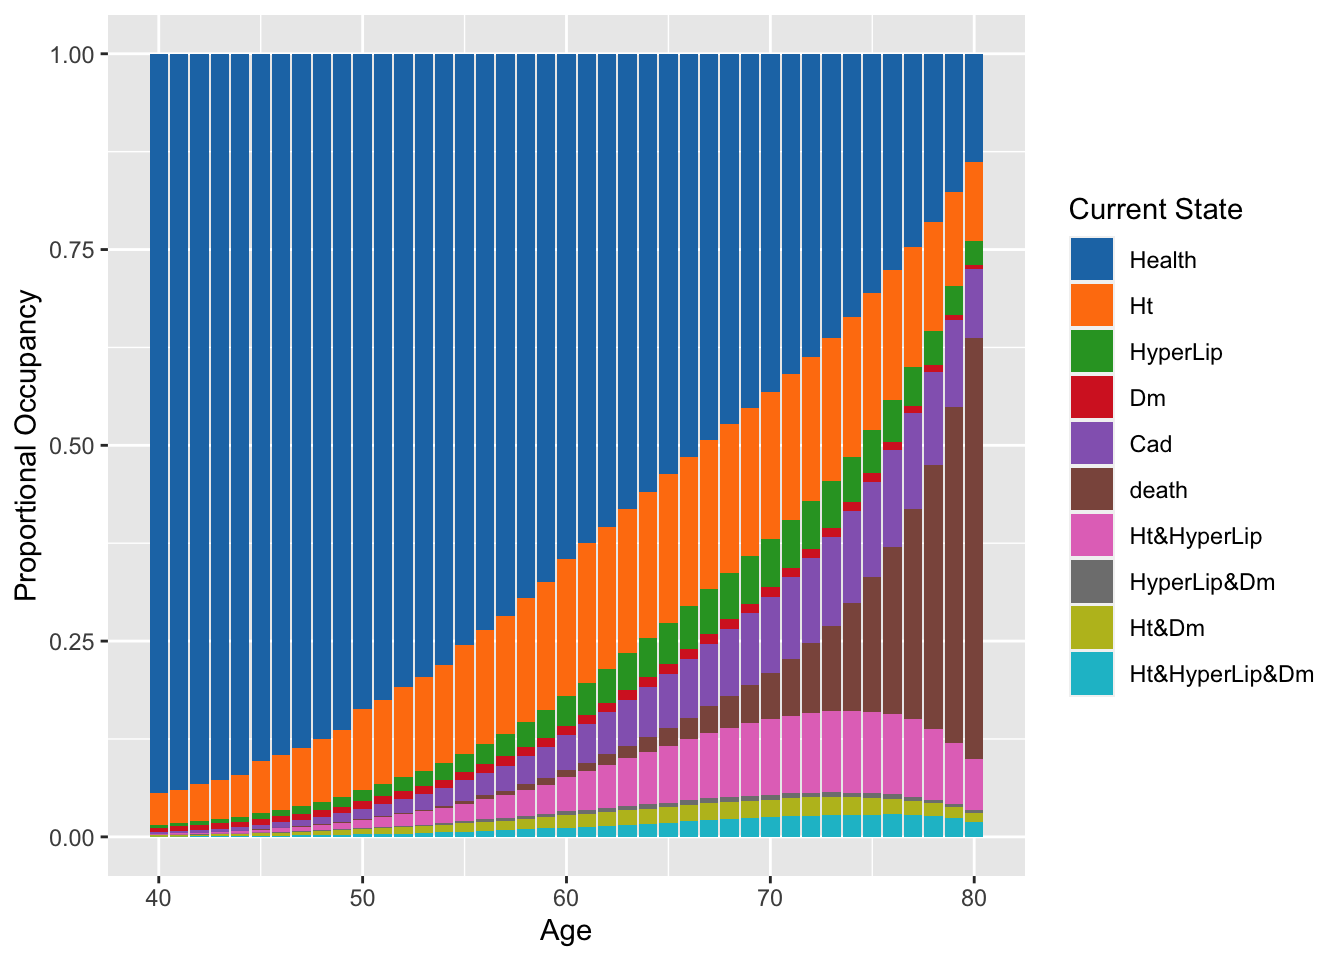 1.00
0.75
0.50
0.25
0.00
Proportional Occupancy
40 50 60 70 80
Age
Current State
Health
Ht
HyperLip
Dm
Cad
death
Ht&HyperLip
HyperLip&Dm
Ht&Dm
Ht&HyperLip&Dm